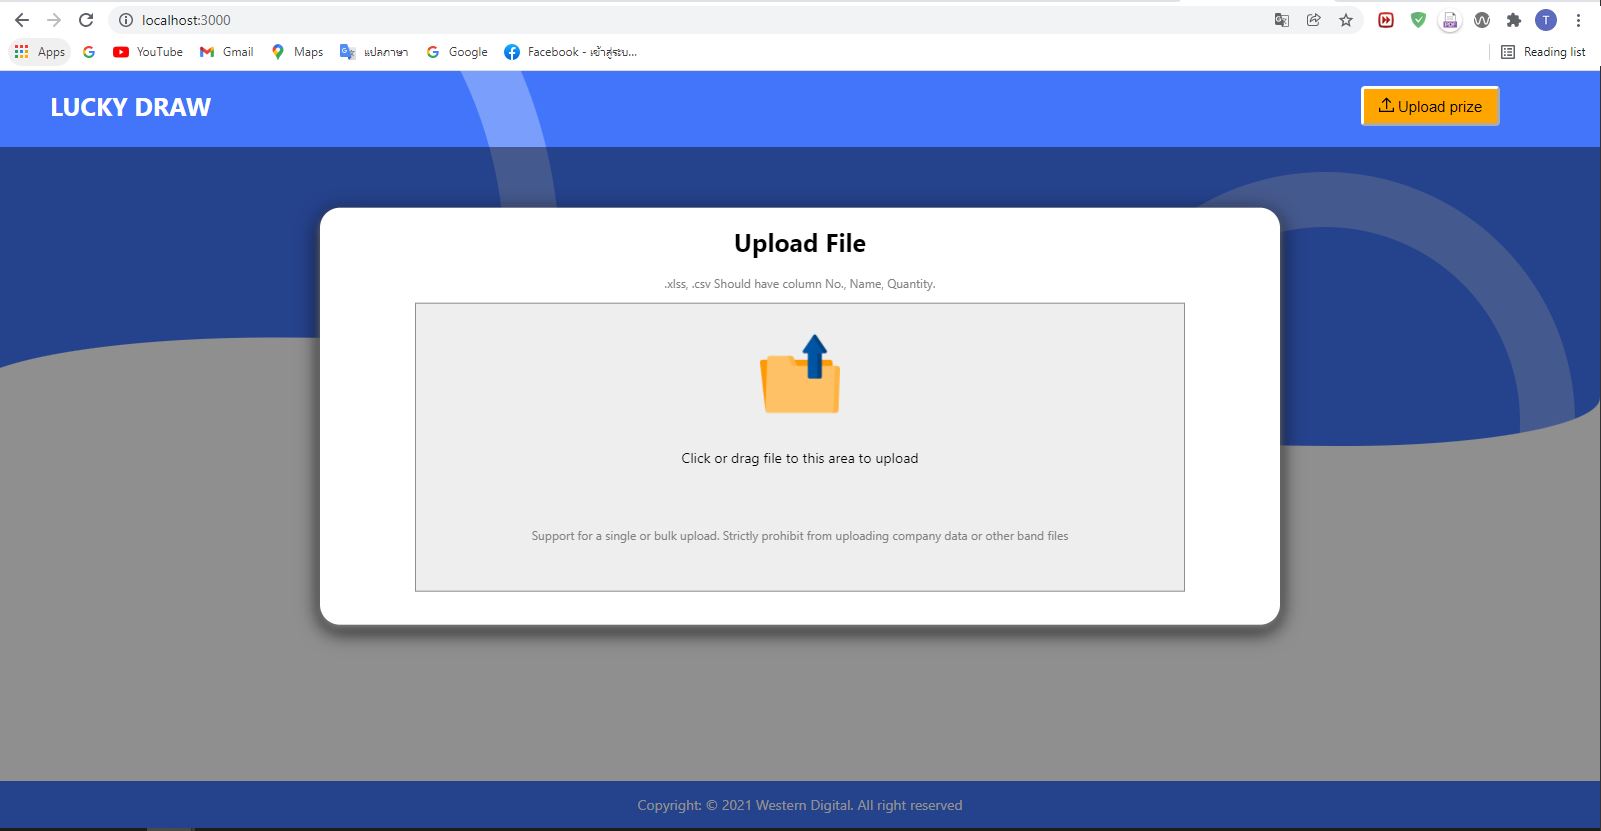 localhost:3000
Apps YouTube Gmail Maps แปลภาษา Google Facebook - เข้าสู่ระบ... Reading list
LUCKY DRAW
Upload prize
Upload File
.xlss, .csv Should have column No., Name, Quantity.
Click or drag file to this area to upload
Support for a single or bulk upload. Strictly prohibit from uploading company data or other band files
Copyright: © 2021 Western Digital. All right reserved